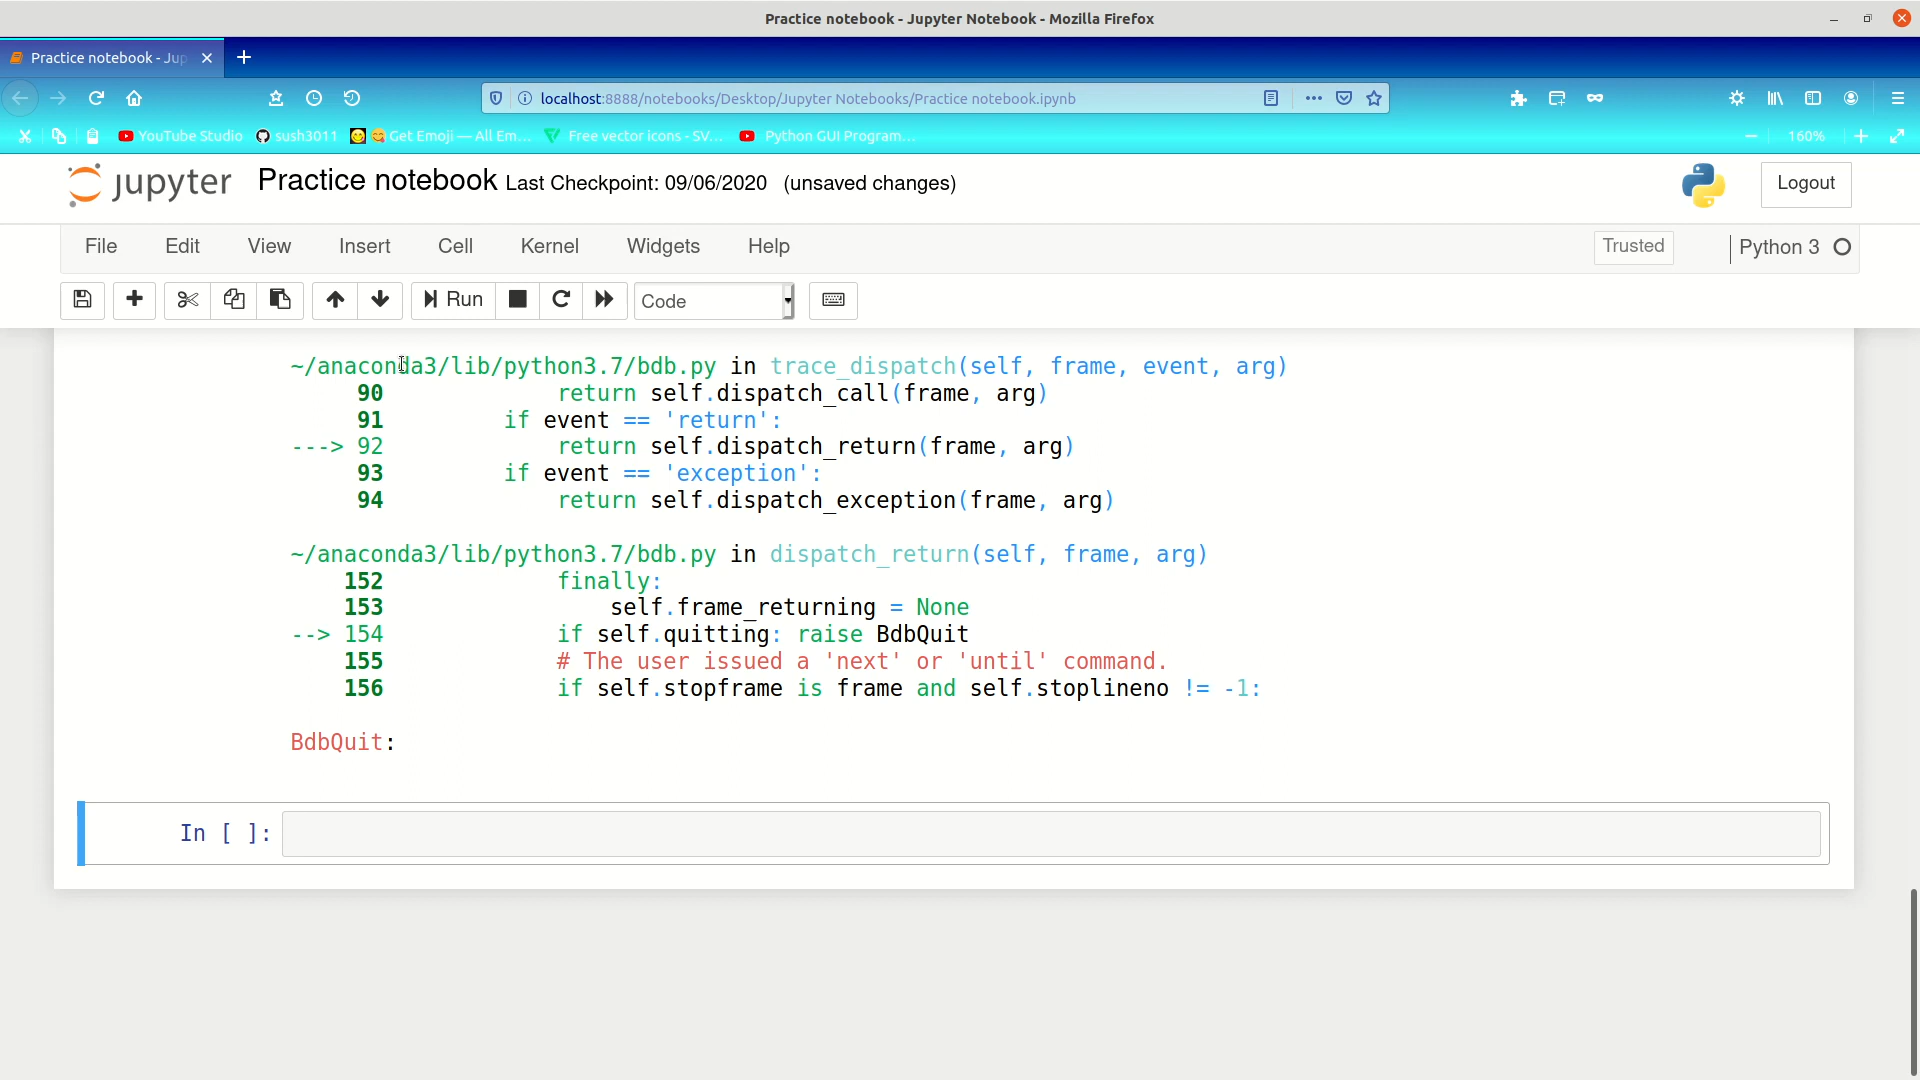 Practice notebook - Jupyter Notebook - Mozilla Firefox
Practice notebook - Jup
localhost:8888/notebooks/Desktop/Jupyter Notebooks/Practice notebook.ipynb
YouTube Studio sush3011 Get Emoji — All Em… Free vector icons - SV… Python GUI Program… 160%
jupyter Practice notebook Last Checkpoint: 09/06/2020 (unsaved changes) Logout
File Edit View Insert Cell Kernel Widgets Help Trusted Python 3
Run Code
~/anaconda3/lib/python3.7/bdb.py in trace_dispatch(self, frame, event, arg)
90 return self.dispatch_call(frame, arg)
91 if event == 'return':
---> 92 return self.dispatch_return(frame, arg)
93 if event == 'exception':
94 return self.dispatch_exception(frame, arg)
~/anaconda3/lib/python3.7/bdb.py in dispatch_return(self, frame, arg)
152 finally:
153 self.frame_returning = None
--> 154 if self.quitting: raise BdbQuit
155 # The user issued a 'next' or 'until' command.
156 if self.stopframe is frame and self.stoplineno != -1:
BdbQuit:
In [ ]: